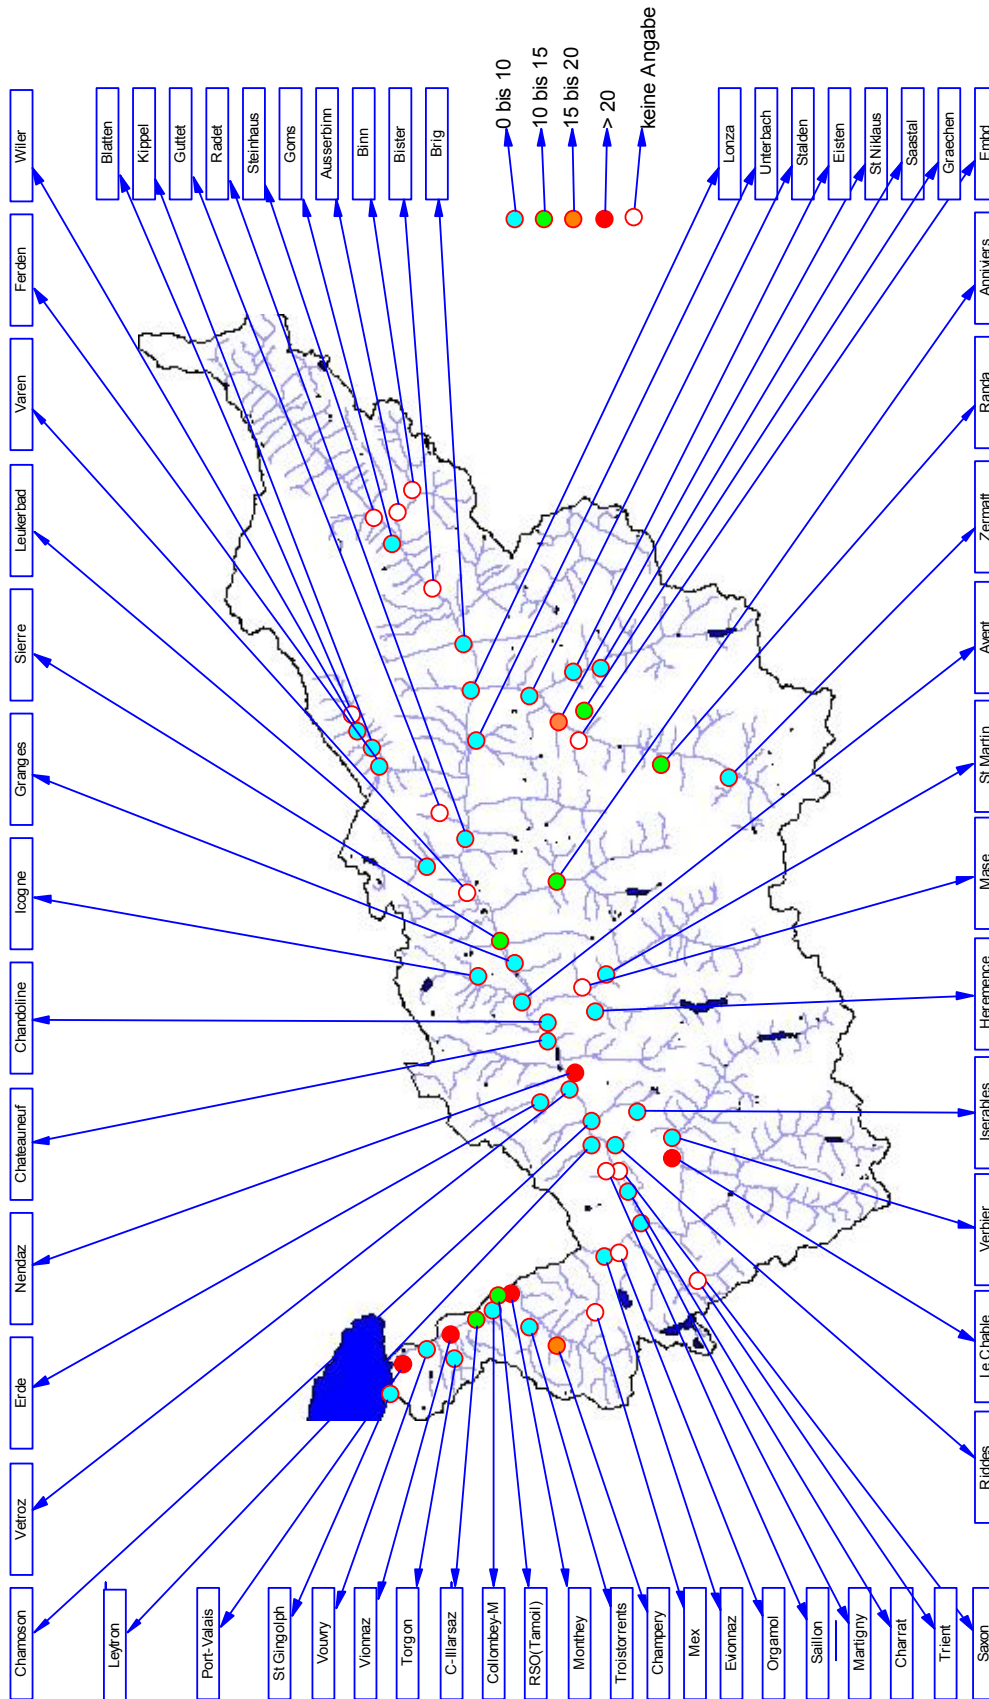 Chamoson
Vetroz
Erde
Nendaz
Chateauneuf
Chandoline
Icogne
Granges
Sierre
Leukerbad
Varen
Ferden
Wiler
Leytron
Port-Valais
St Gingolph
Vouvry
Vionnaz
Torgon
C-Illarsaz
Collombey-M
RSO(Tamoil)
Monthey
Troistorrents
Champery
Mex
Evionnaz
Orgamol
Saillon
Martigny
Charrat
Trient
Saxon
Blatten
Kippel
Guttet
Radet
Steinhaus
Goms
Ausserbinn
Binn
Bister
Brig
0 bis 10
10 bis 15
15 bis 20
> 20
keine Angabe
Lonza
Unterbach
Stalden
Eisten
St Niklaus
Saastal
Graechen
Embd
Riddes
Le Chable
Verbier
Iserables
Heremence
Mase
St Martin
Ayent
Zermatt
Randa
Anniviers